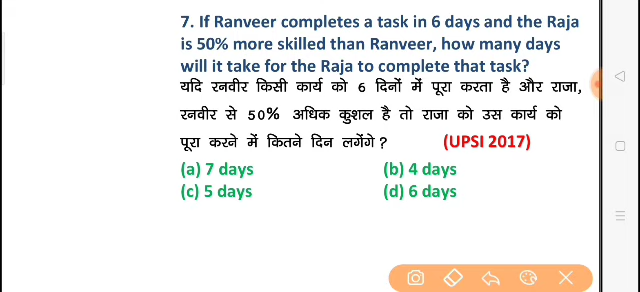 7. If Ranveer completes a task in 6 days and the Raja
is 50% more skilled than Ranveer, how many days
will it take for the Raja to complete that task?
यदि रनवीर किसी कार्य को 6 दिनों में पूरा करता है और राजा,
रनवीर से 50% अधिक कुशल है तो राजा को उस कार्य को
पूरा करने में कितने दिन लगेंगे ? (UPSI 2017)
(a) 7 days (b) 4 days
(c) 5 days (d) 6 days